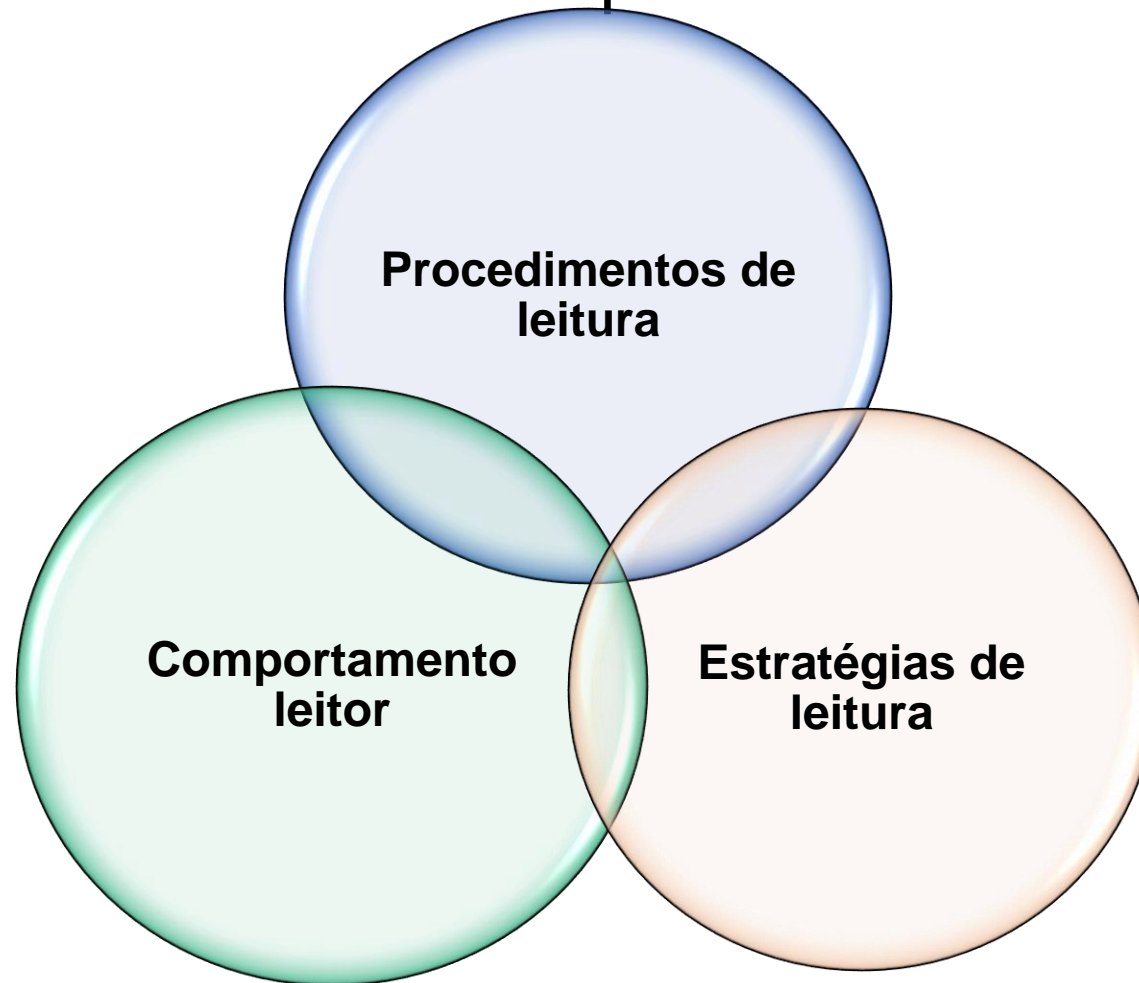 Procedimentos de
leitura
Comportamento
leitor
Estratégias de
leitura